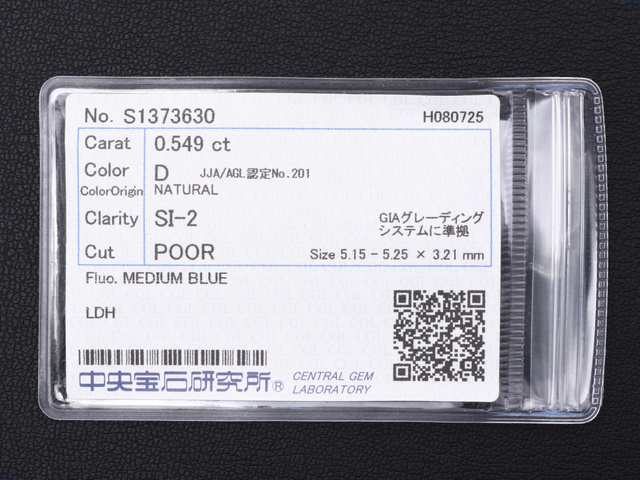 No. S1373630 H080725
Carat 0.549 ct
Color D JJA/AGL認定No.201
ColorOrigin NATURAL
Clarity SI-2 GIAグレーディング
システムに準拠
Cut POOR Size 5.15 - 5.25 × 3.21 mm
Fluo. MEDIUM BLUE
LDH
中央宝石研究所® CENTRAL GEM
LABORATORY